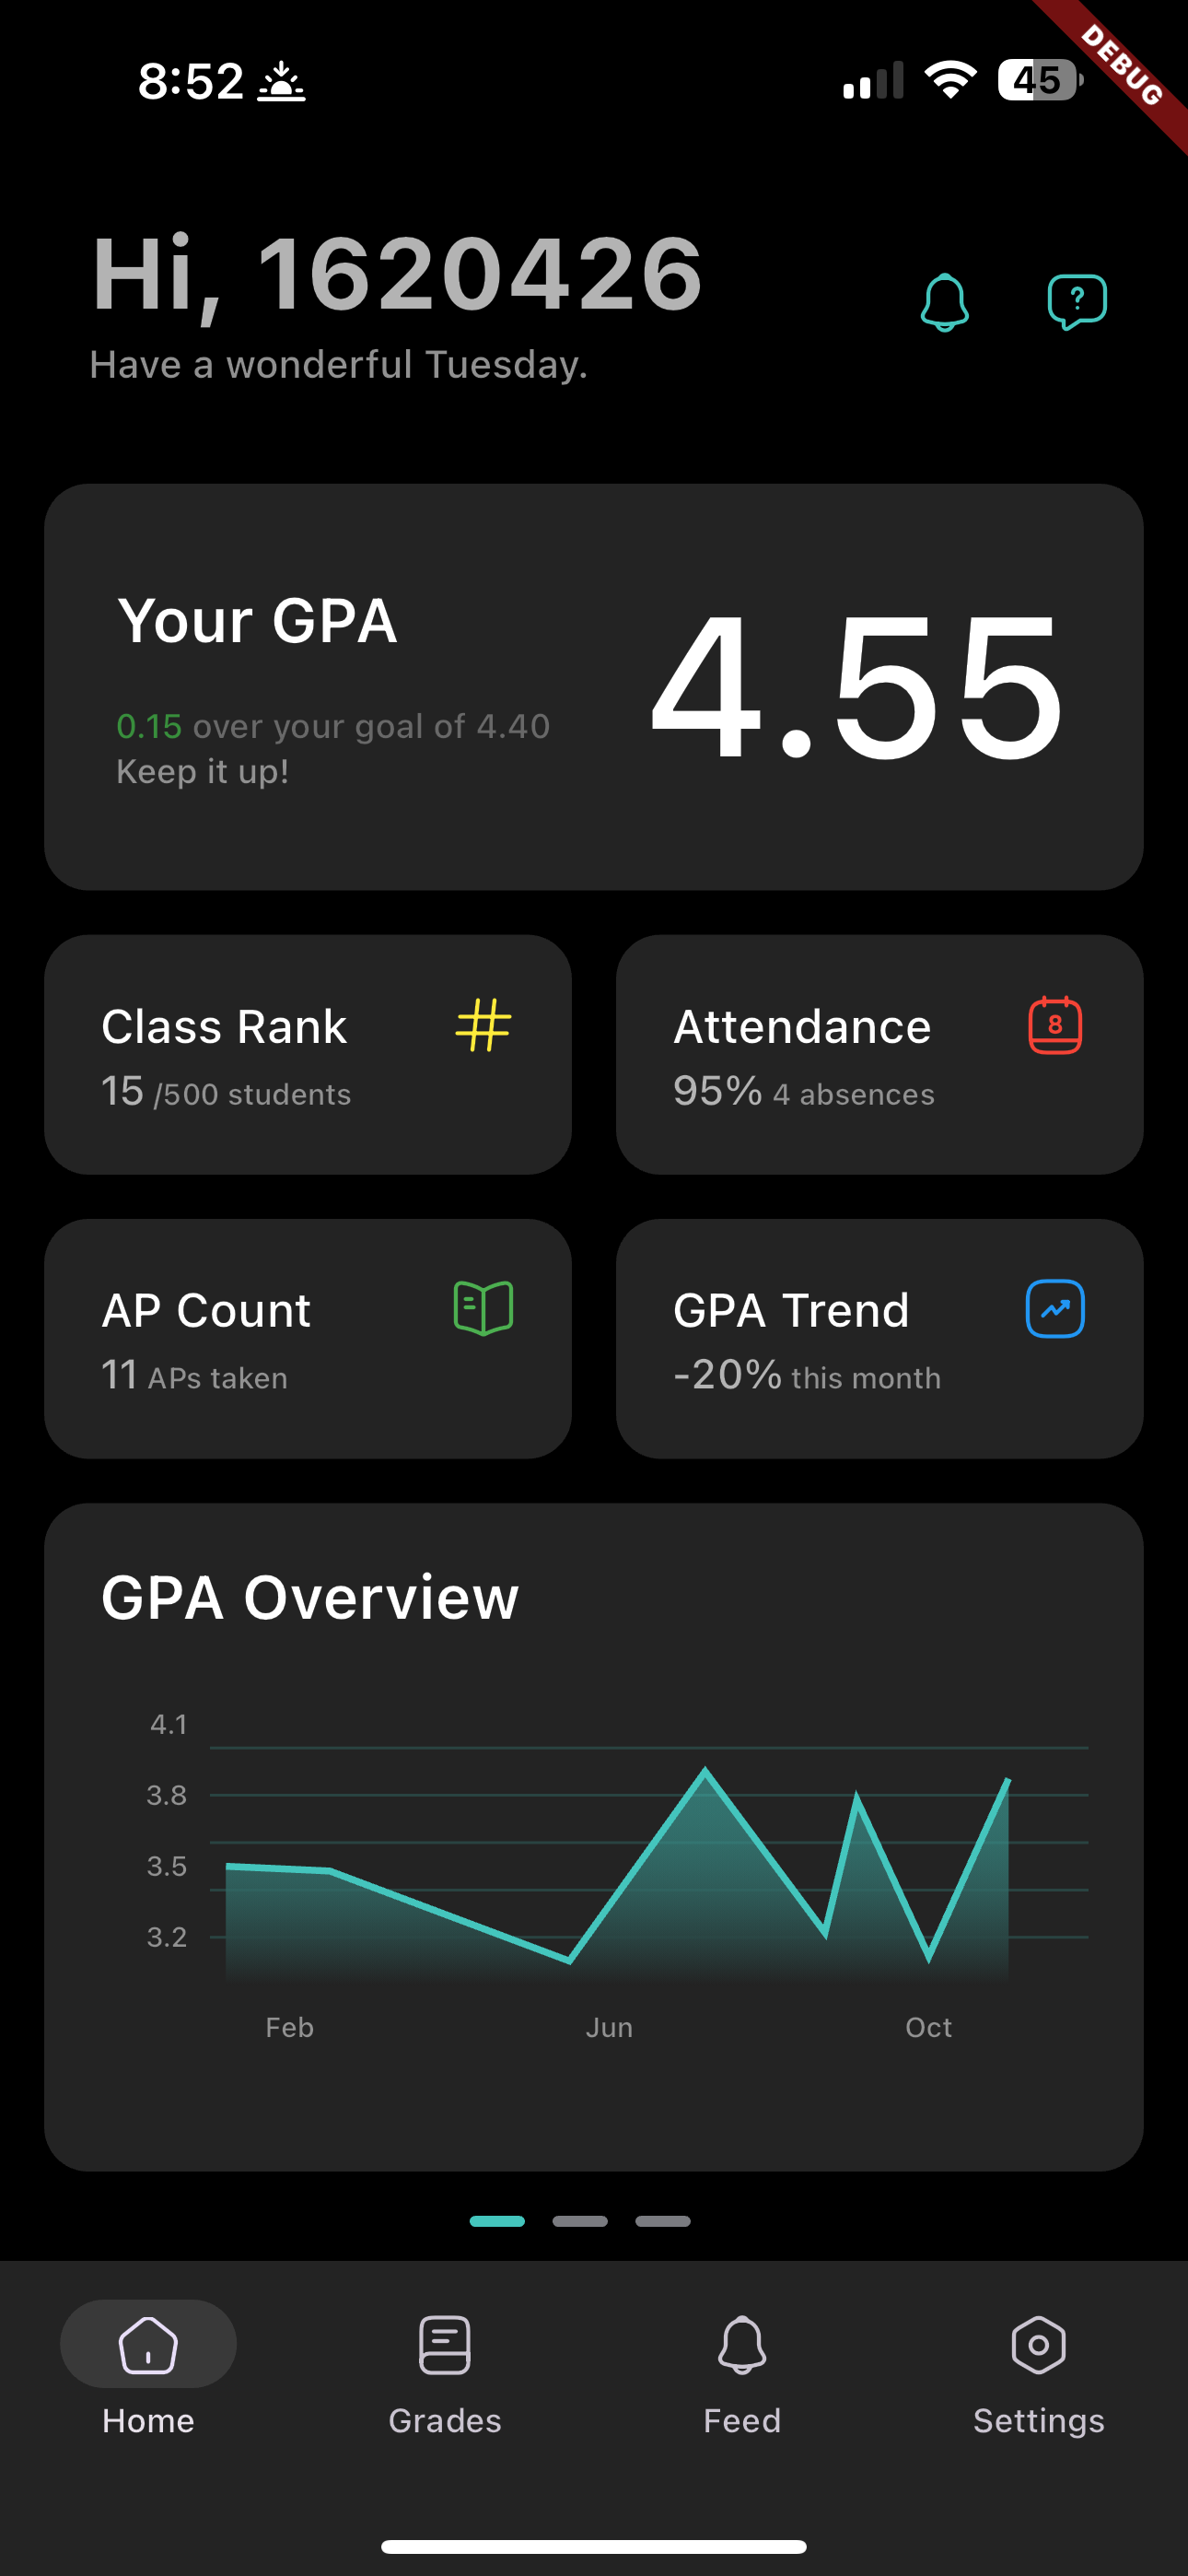 8:52
45
DEBUG
Hi, 1620426
Have a wonderful Tuesday.
?
Your GPA
0.15 over your goal of 4.40
Keep it up!
4.55
Class Rank
15 /500 students
Attendance
8
95% 4 absences
AP Count
11 APs taken
GPA Trend
-20% this month
GPA Overview
4.1
3.8
3.5
3.2
Feb Jun Oct
Home Grades Feed Settings